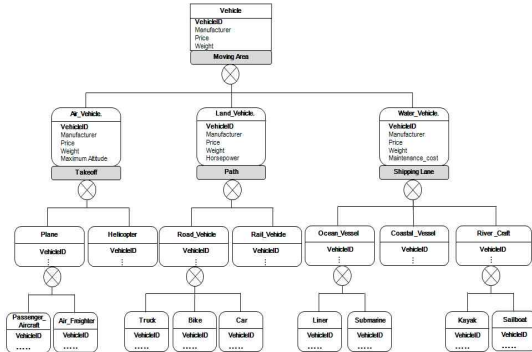 Vehicle
VehicleID
Manufacturer
Price
Weight
Moving Area
Air_Vehicle.
VehicleID
Manufacturer
Price
Weight
Maximum Altitude
Takeoff
Land_Vehicle.
VehicleID
Manufacturer
Price
Weight
Horsepower
Path
Water_Vehicle.
VehicleID
Manufacturer
Price
Weight
Maintenance_cost
Shipping Lane
Plane
VehicleID
Helicopter
VehicleID
Road_Vehicle
VehicleID
Rail_Vehicle
VehicleID
Ocean_Vessel
VehicleID
Coastal_Vessel
VehicleID
River_Craft
VehicleID
Passenger_
Aircraft
VehicleID
.....
Air_Freighter
VehicleID
.....
Truck
VehicleID
.....
Bike
VehicleID
.....
Car
VehicleID
.....
Liner
VehicleID
.....
Submarine
VehicleID
.....
Kayak
VehicleID
.....
Sailboat
VehicleID
.....